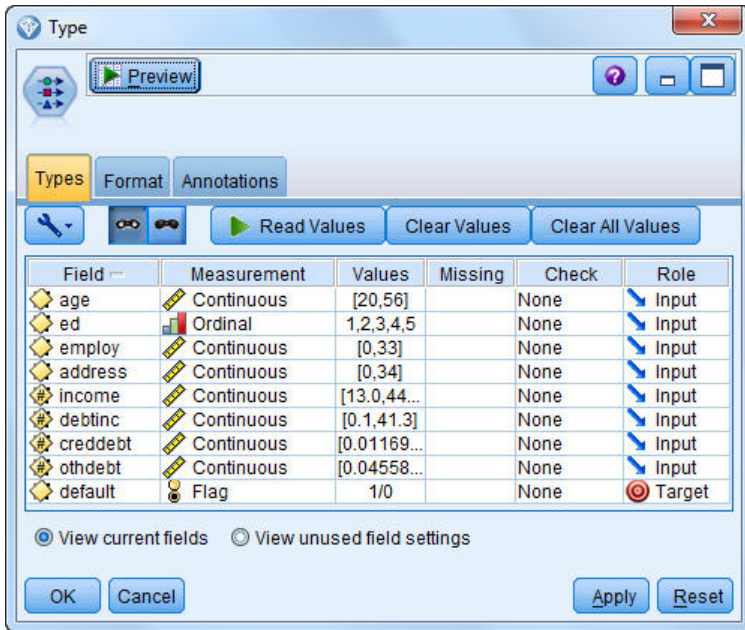 Type
Preview
Types Format Annotations
Read Values Clear Values Clear All Values
Field Measurement Values Missing Check Role
age Continuous [20,56] None Input
ed Ordinal 1,2,3,4,5 None Input
employ Continuous [0,33] None Input
address Continuous [0,34] None Input
income Continuous [13.0,44... None Input
debtinc Continuous [0.1,41.3] None Input
creddebt Continuous [0.01169... None Input
othdebt Continuous [0.04558... None Input
default Flag 1/0 None Target
View current fields View unused field settings
OK Cancel Apply Reset